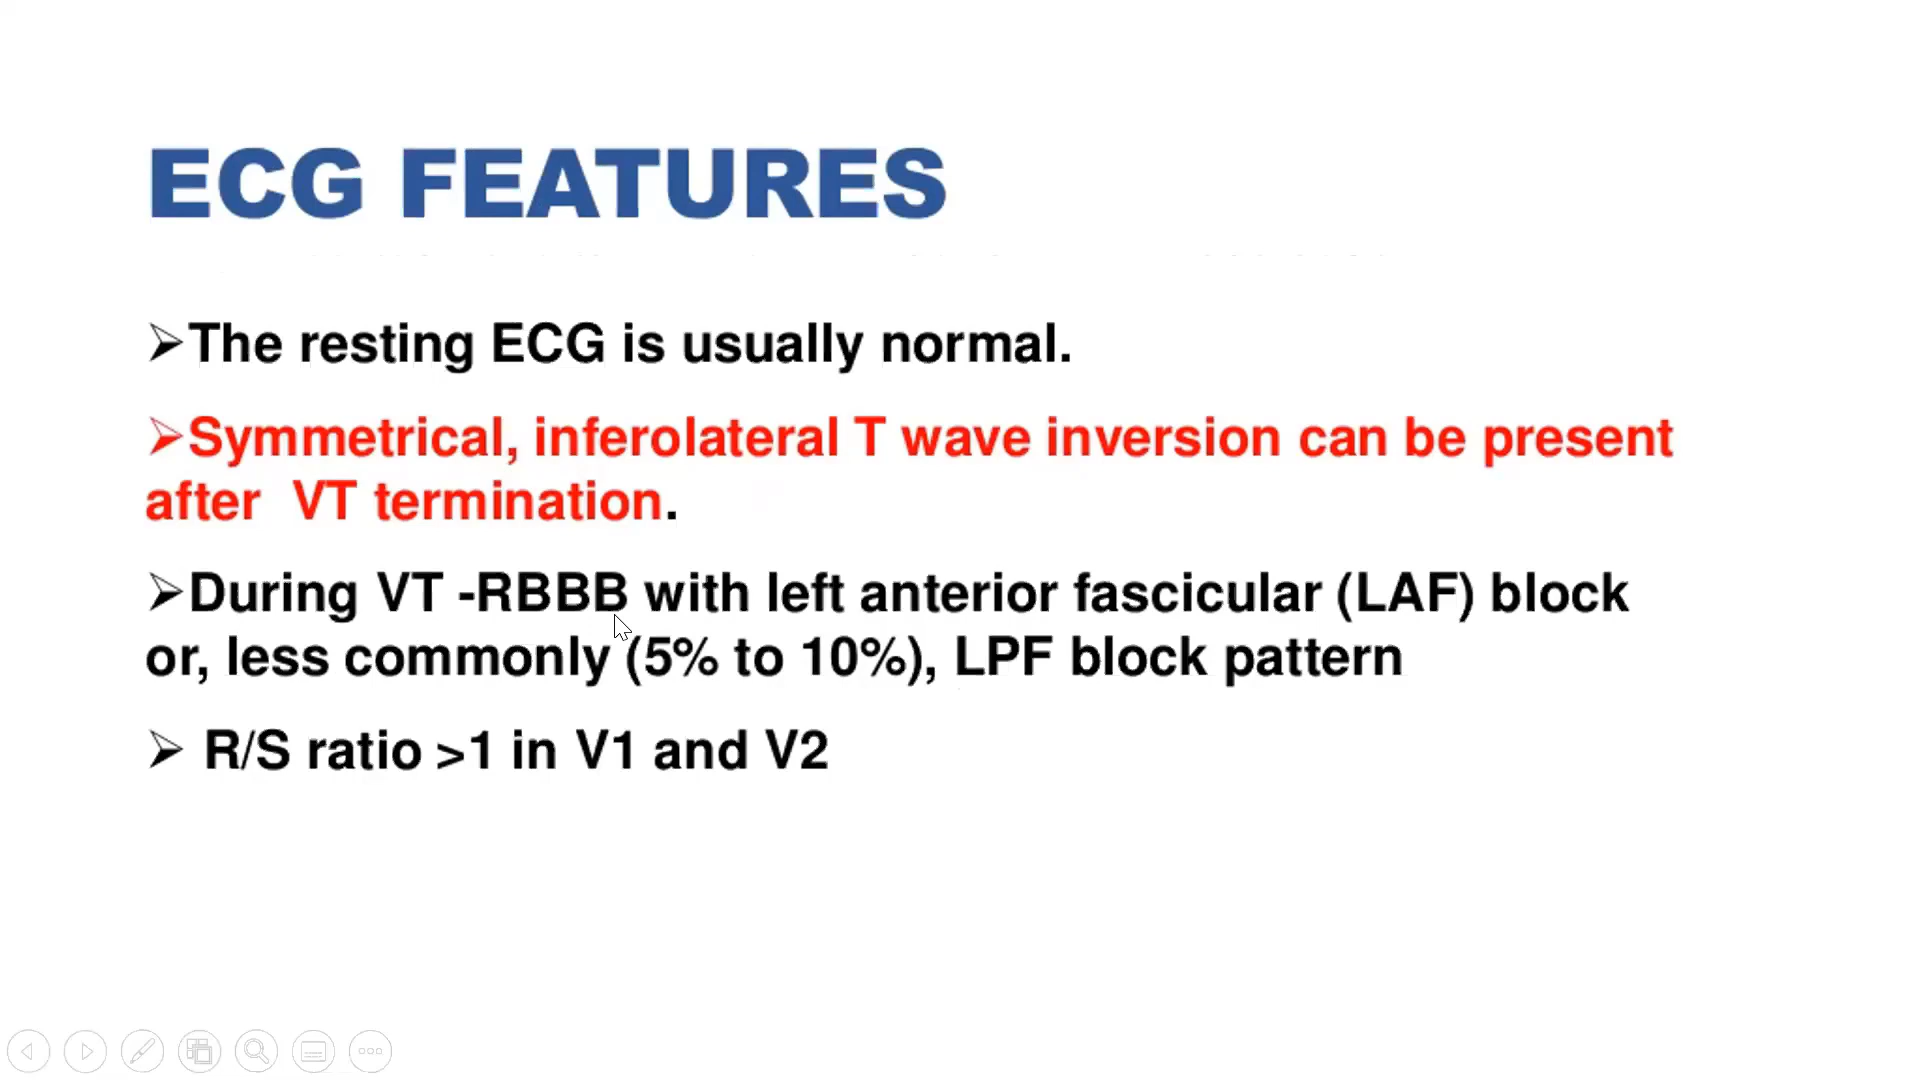 ECG FEATURES
➢The resting ECG is usually normal.
➢Symmetrical, inferolateral T wave inversion can be present
after VT termination.
➢During VT -RBBB with left anterior fascicular (LAF) block
or, less commonly (5% to 10%), LPF block pattern
➢ R/S ratio >1 in V1 and V2